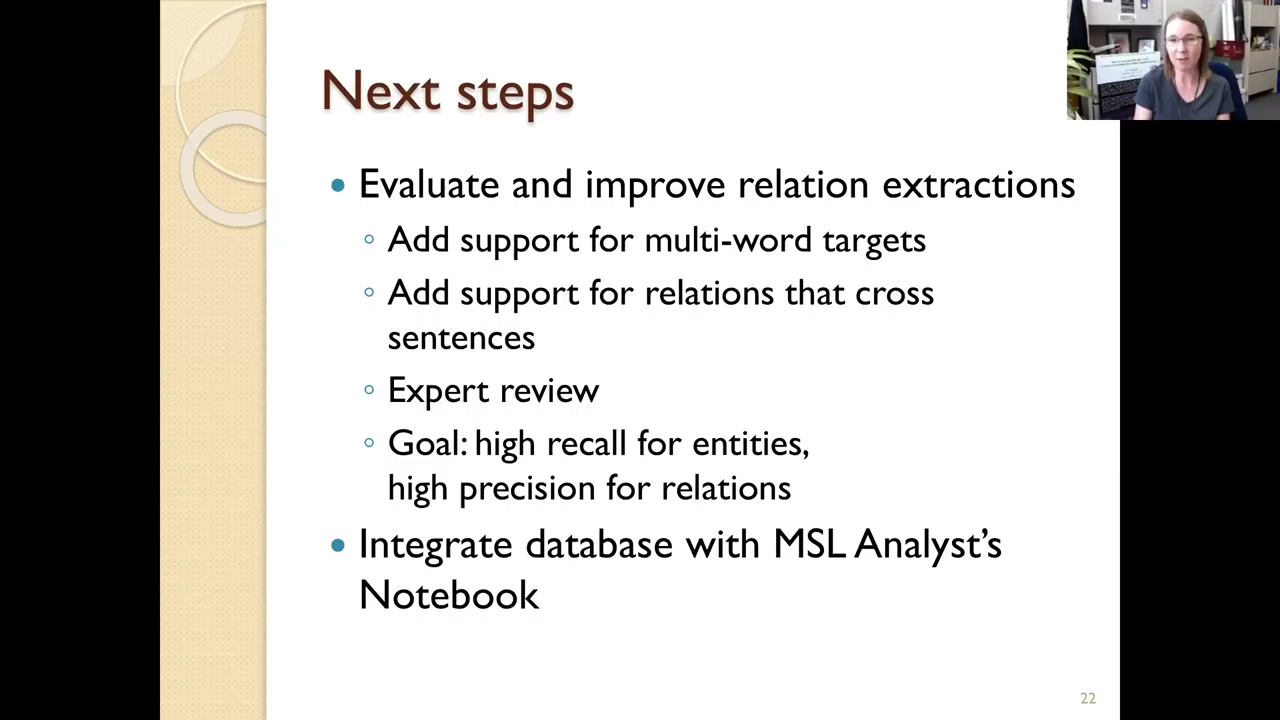 Next steps
• Evaluate and improve relation extractions
◦ Add support for multi-word targets
◦ Add support for relations that cross
sentences
◦ Expert review
◦ Goal: high recall for entities,
high precision for relations
• Integrate database with MSL Analyst's
Notebook
22